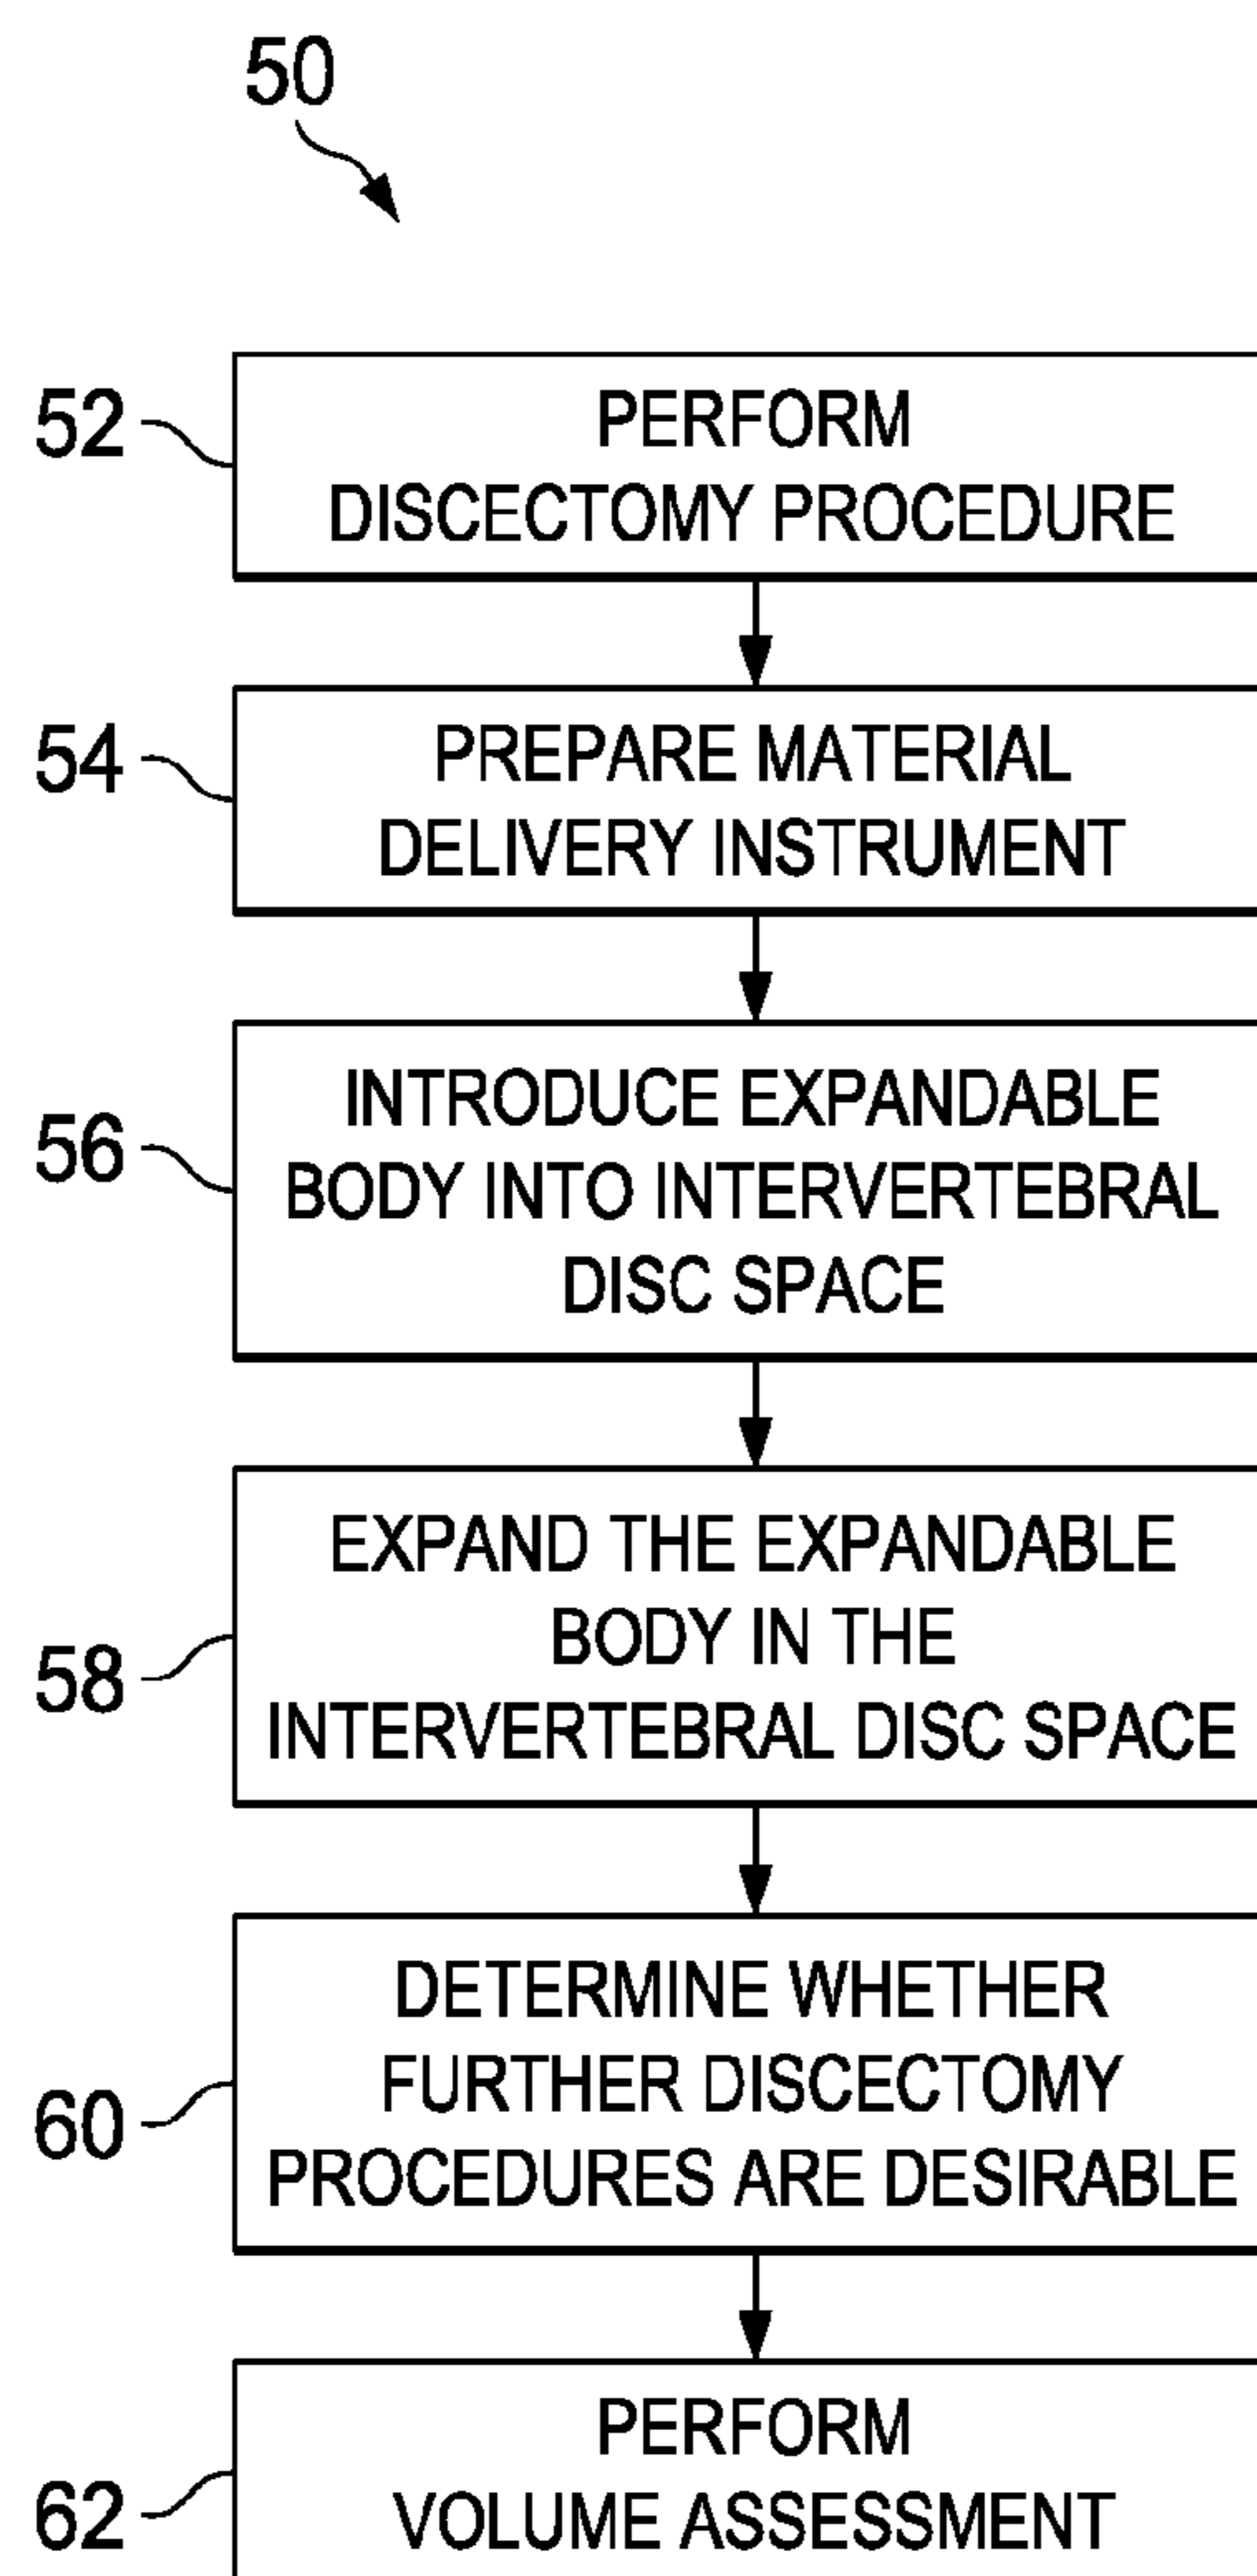 50
52
PERFORM
DISCECTOMY PROCEDURE
54
PREPARE MATERIAL
DELIVERY INSTRUMENT
56
INTRODUCE EXPANDABLE
BODY INTO INTERVERTEBRAL
DISC SPACE
58
EXPAND THE EXPANDABLE
BODY IN THE
INTERVERTEBRAL DISC SPACE
60
DETERMINE WHETHER
FURTHER DISCECTOMY
PROCEDURES ARE DESIRABLE
62
PERFORM
VOLUME ASSESSMENT